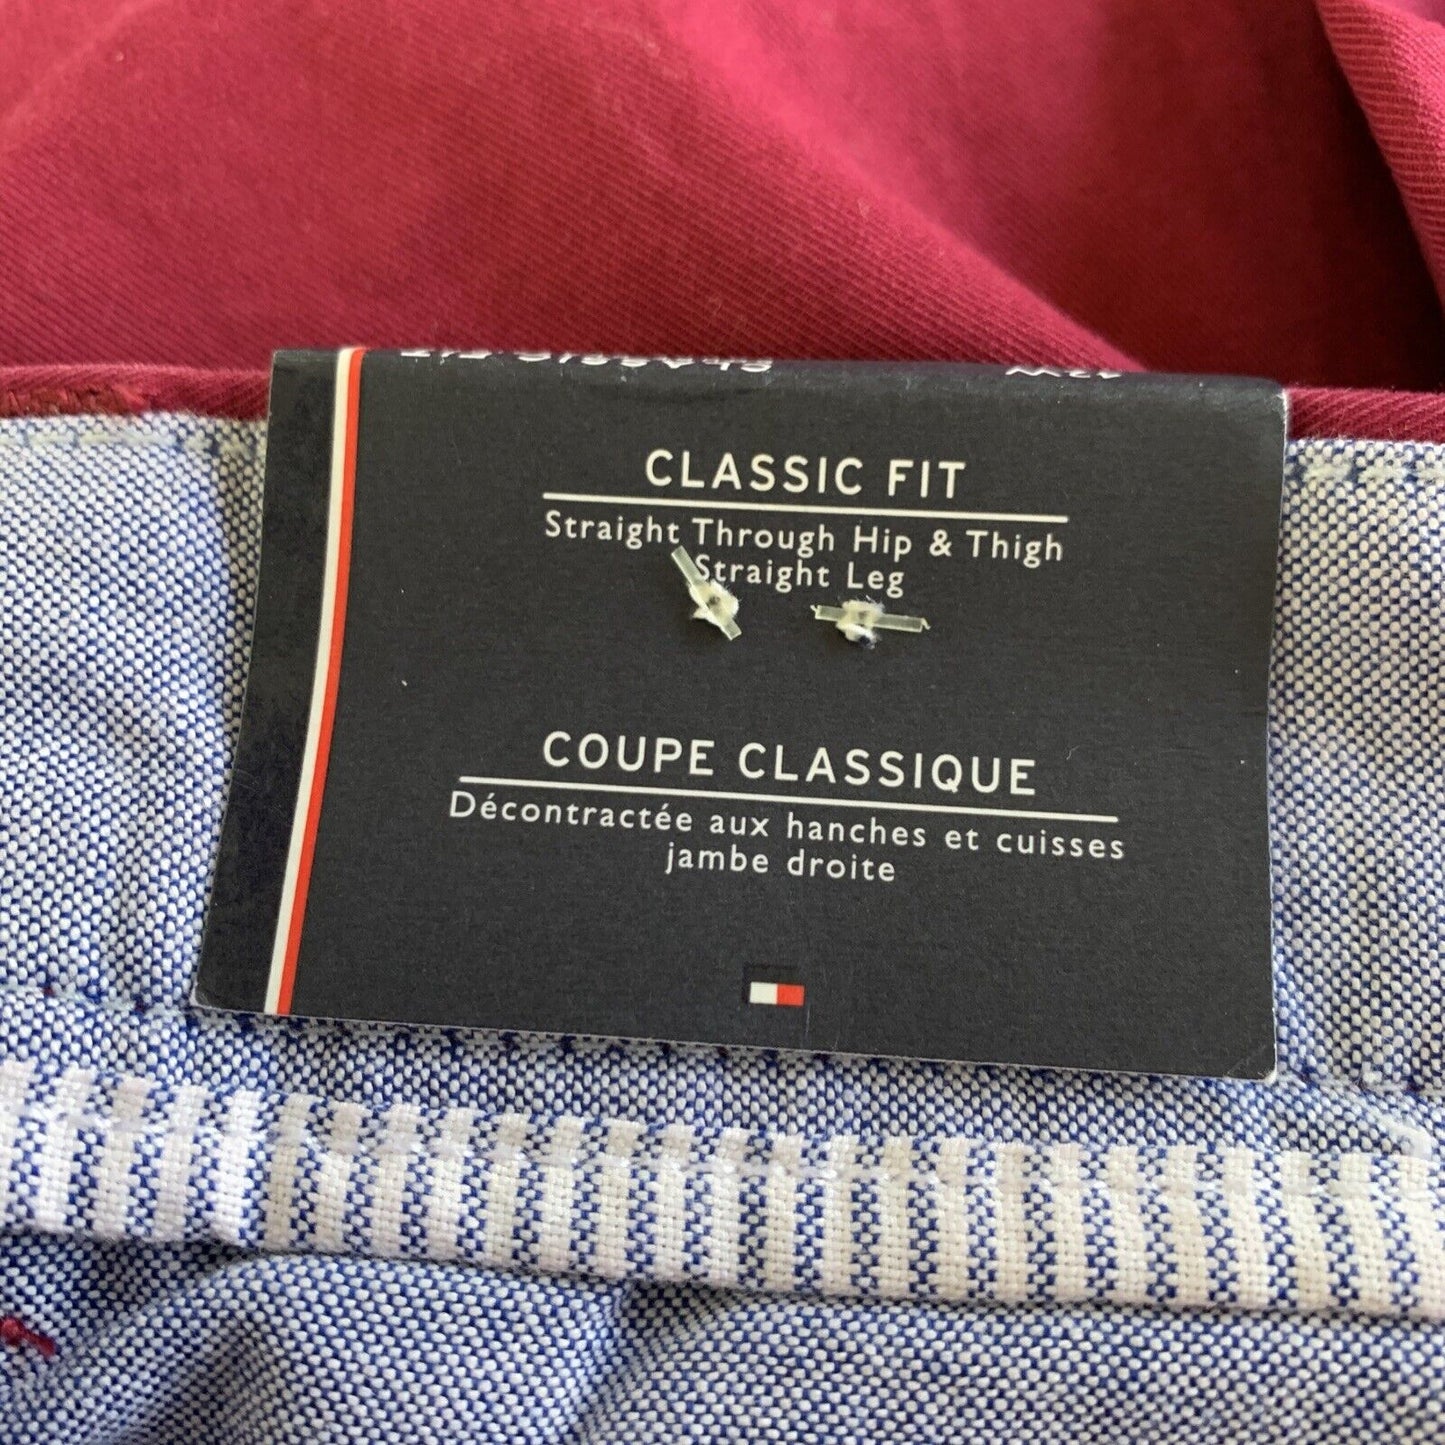 CLASSIC FIT
Straight Through Hip & Thigh
Straight Leg
COUPE CLASSIQUE
Décontractée aux hanches et cuisses
jambe droite